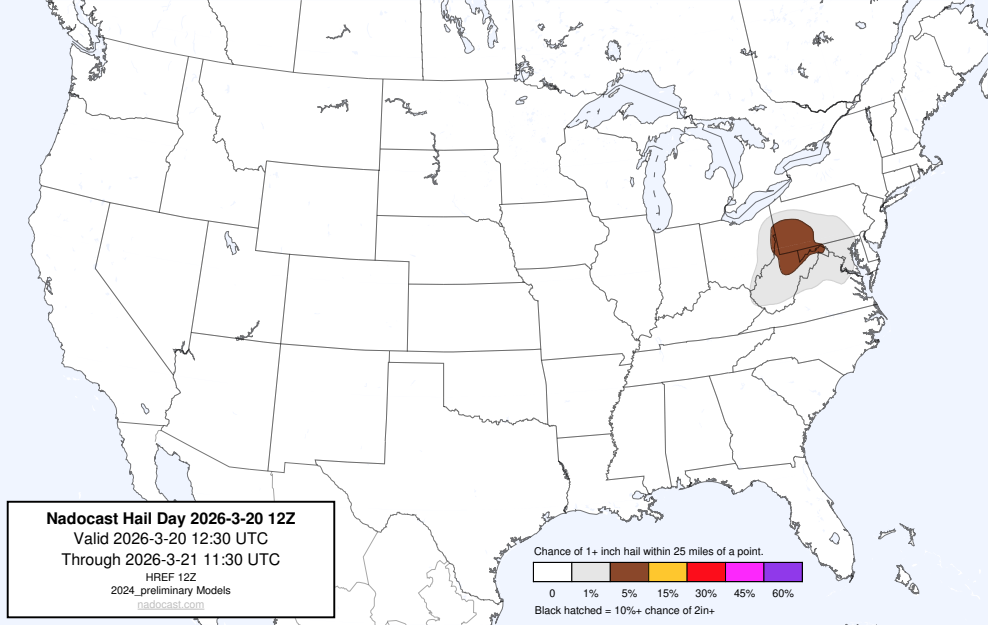 Nadocast Hail Day 2026-3-20 12Z
Valid 2026-3-20 12:30 UTC
Through 2026-3-21 11:30 UTC
HREF 12Z
2024_preliminary Models
nadocast.com
Chance of 1+ inch hail within 25 miles of a point.
0 1% 5% 15% 30% 45% 60%
Black hatched = 10%+ chance of 2in+